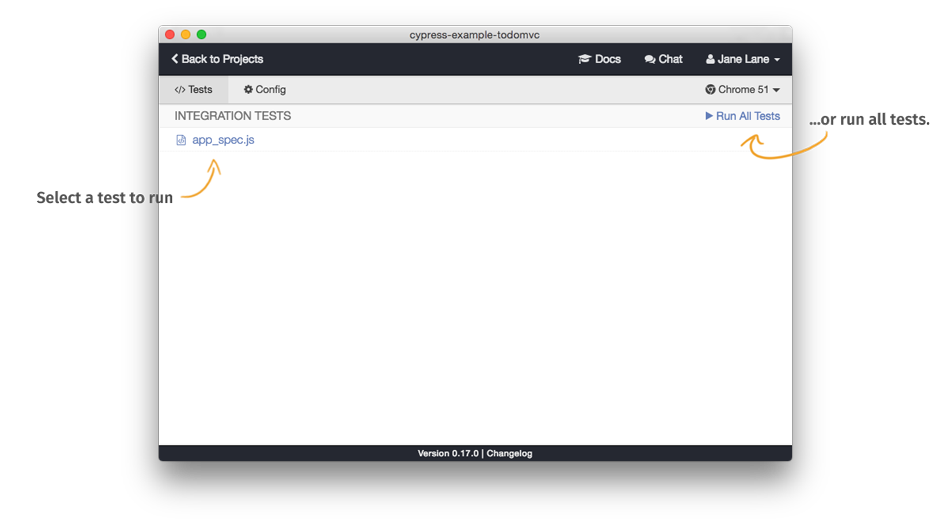 cypress-example-todomvc
Back to Projects
Docs
Chat
Jane Lane
</> Tests
Config
Chrome 51
INTEGRATION TESTS
Run All Tests
...or run all tests.
app_spec.js
Select a test to run
Version 0.17.0 | Changelog